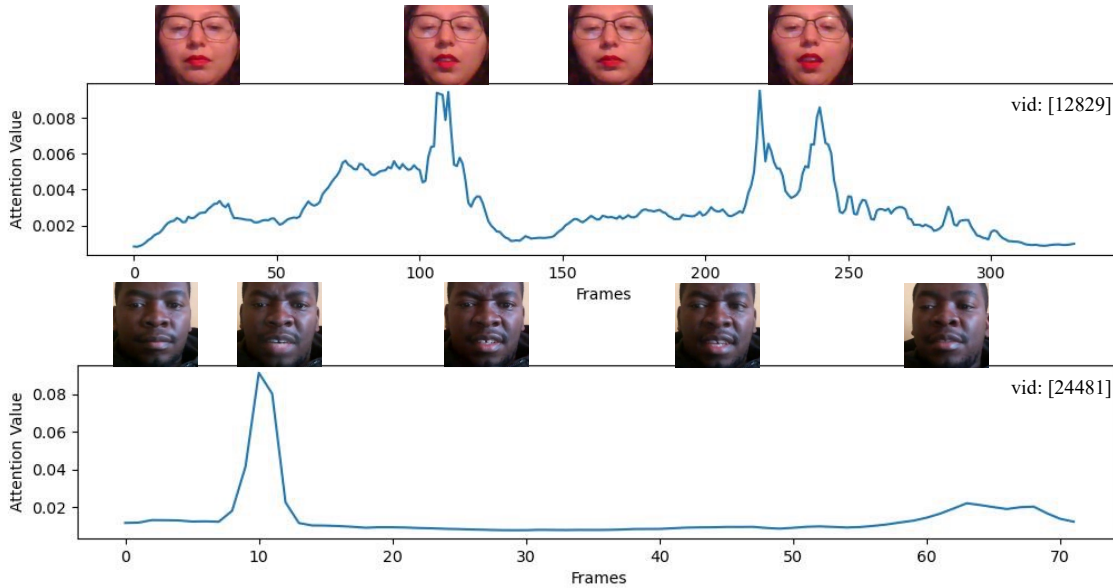 vid: [12829]
Attention Value
0.008
0.006
0.004
0.002
0 50 100 150 200 250 300
Frames
vid: [24481]
Attention Value
0.08
0.06
0.04
0.02
0 10 20 30 40 50 60 70
Frames